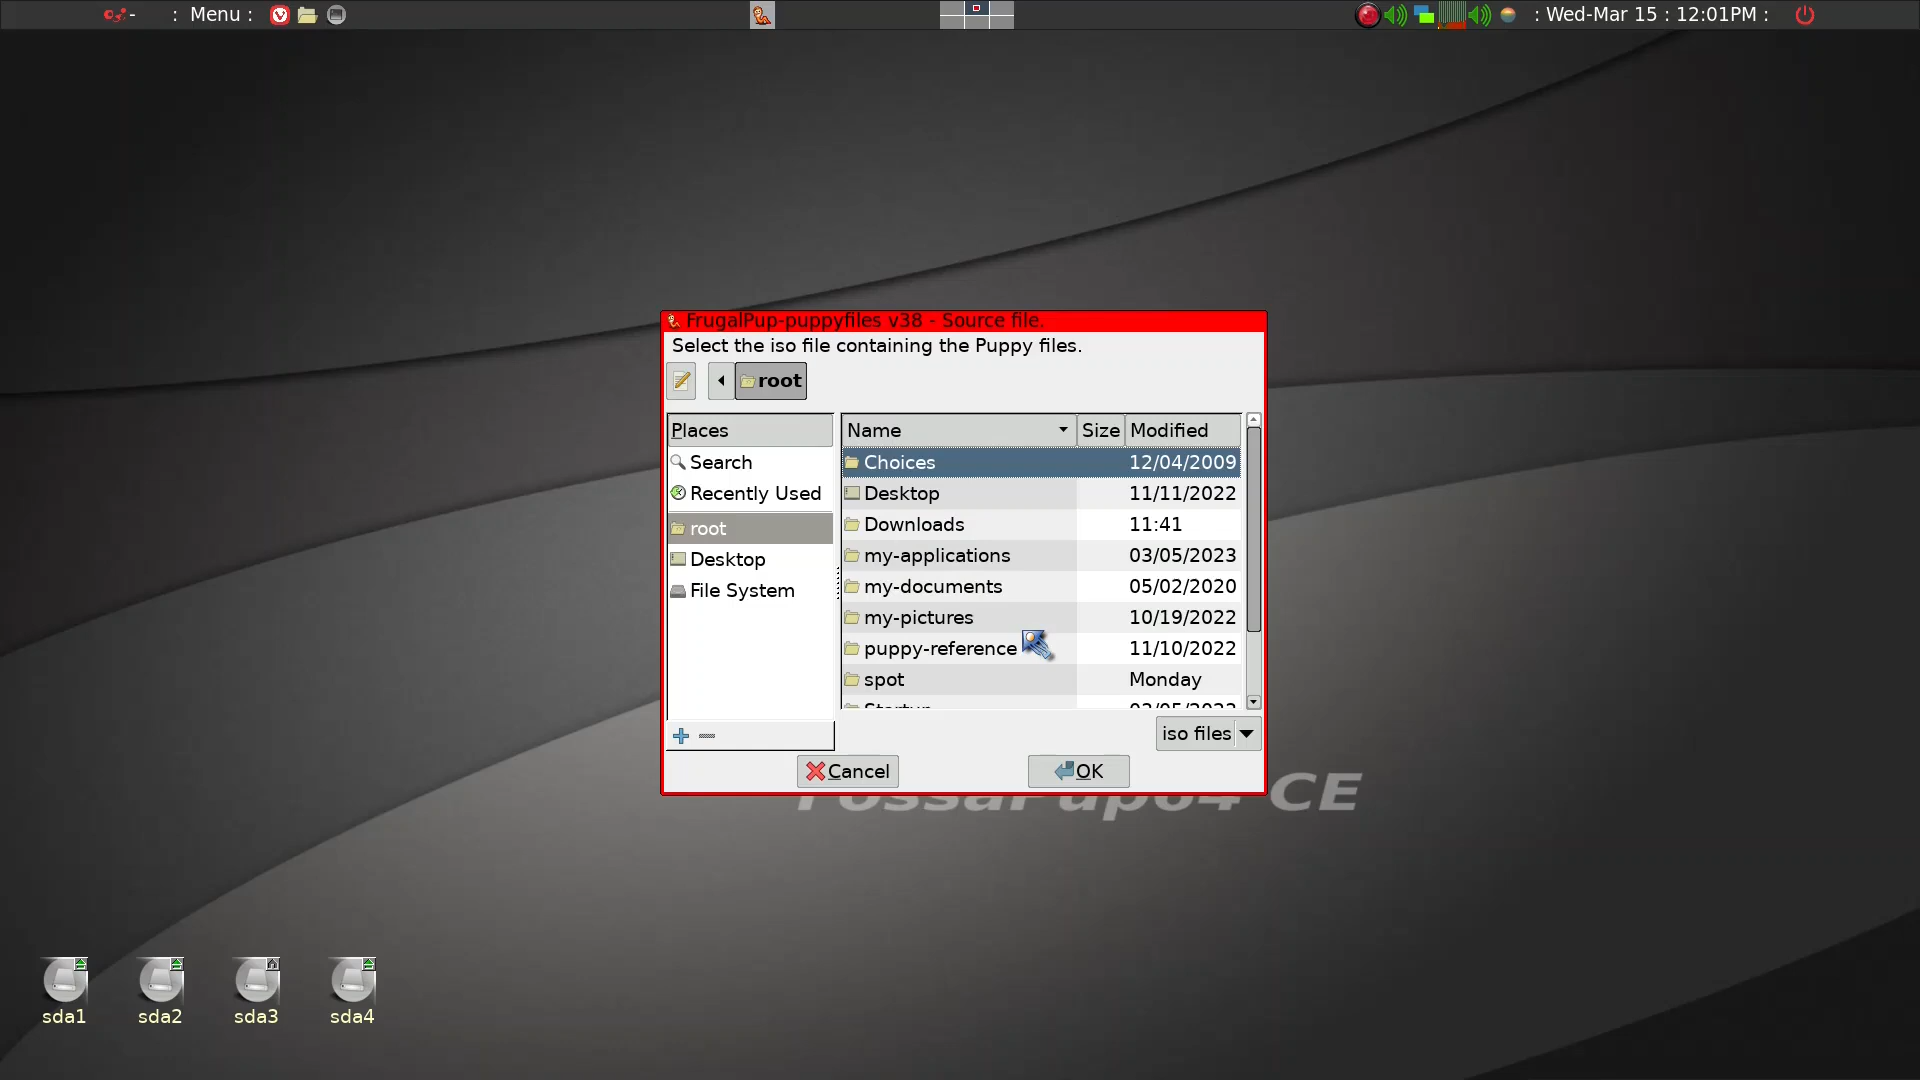 : Menu :
: Wed-Mar 15 : 12:01PM :
FrugalPup-puppyfiles v38 - Source file.
Select the iso file containing the Puppy files.
root
Places
Search
Recently Used
root
Desktop
File System
Name Size Modified
Choices 12/04/2009
Desktop 11/11/2022
Downloads 11:41
my-applications 03/05/2023
my-documents 05/02/2020
my-pictures 10/19/2022
puppy-reference 11/10/2022
spot Monday
iso files
Cancel
OK
CE
sda1
sda2
sda3
sda4